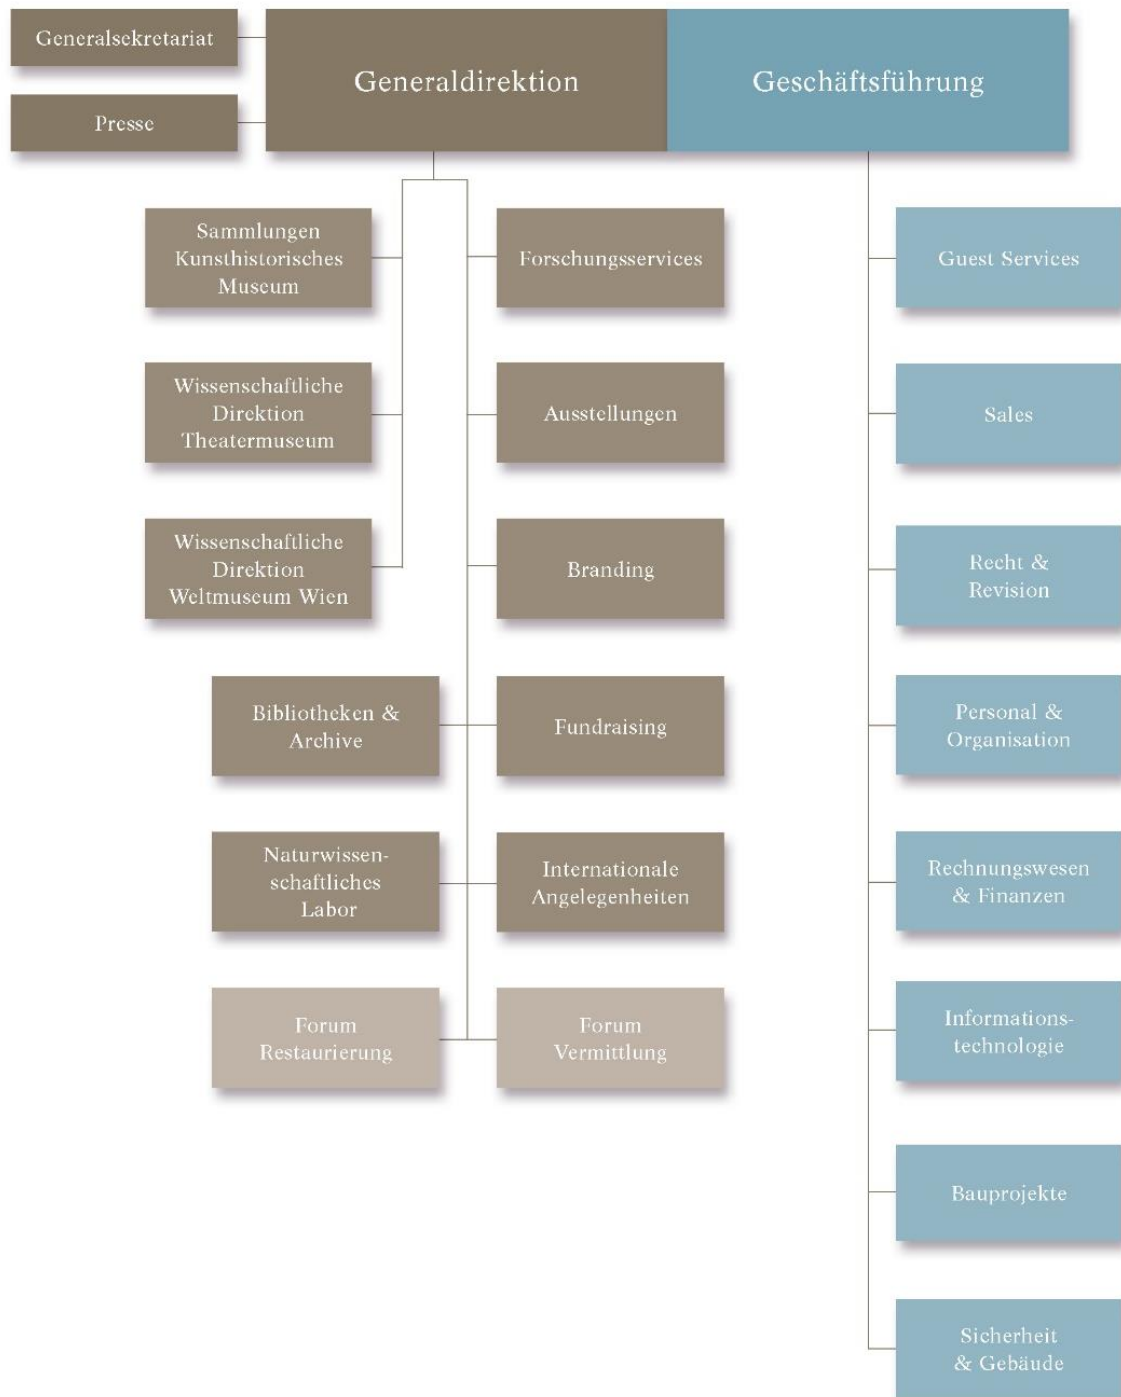 Generalsekretariat
Presse
Generaldirektion
Geschäftsführung
Sammlungen
Kunsthistorisches
Museum
Forschungsservices
Guest Services
Wissenschaftliche
Direktion
Theatermuseum
Ausstellungen
Sales
Wissenschaftliche
Direktion
Weltmuseum Wien
Branding
Recht &
Revision
Bibliotheken &
Archive
Fundraising
Personal &
Organisation
Naturwissen-
schaftliches
Labor
Internationale
Angelegenheiten
Rechnungswesen
& Finanzen
Forum
Restaurierung
Forum
Vermittlung
Informations-
technologie
Bauprojekte
Sicherheit
& Gebäude